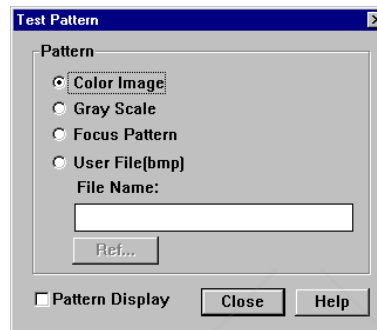 Test Pattern
Pattern
Color Image
Gray Scale
Focus Pattern
User File(bmp)
File Name:
Ref...
Pattern Display Close Help